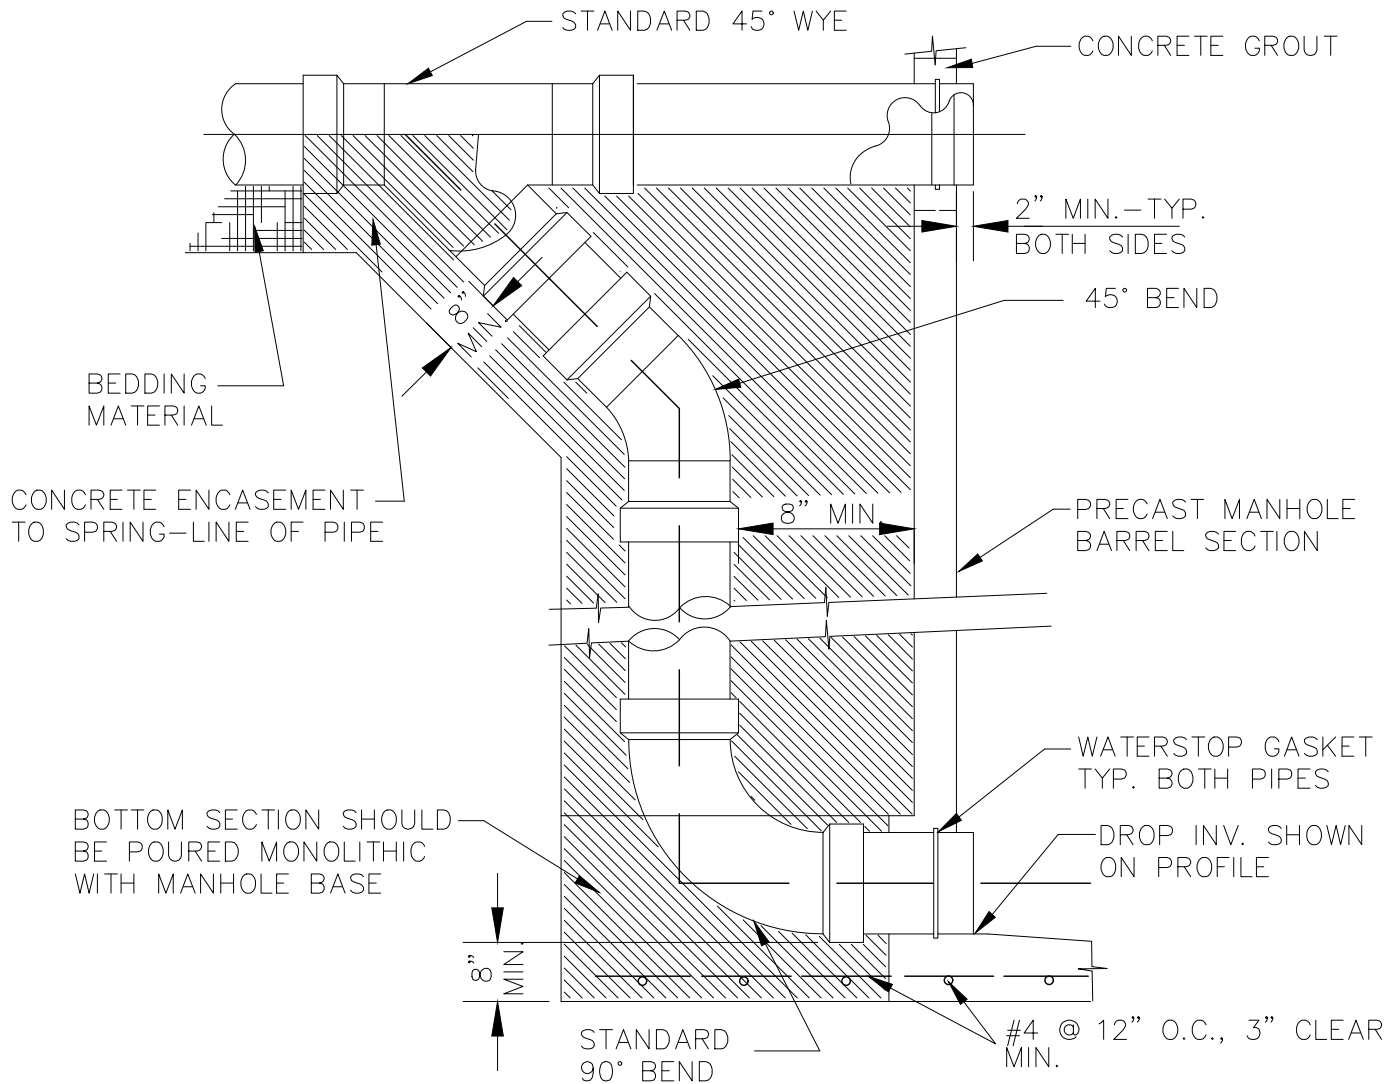 STANDARD 45° WYE
CONCRETE GROUT
2” MIN.-TYP.
BOTH SIDES
45° BEND
8”
MIN.
BEDDING
MATERIAL
CONCRETE ENCASEMENT
TO SPRING-LINE OF PIPE
8” MIN.
PRECAST MANHOLE
BARREL SECTION
WATERSTOP GASKET
TYP. BOTH PIPES
BOTTOM SECTION SHOULD
BE POURED MONOLITHIC
WITH MANHOLE BASE
DROP INV. SHOWN
ON PROFILE
8”
MIN.
STANDARD
90° BEND
#4 @ 12” O.C., 3” CLEAR
MIN.